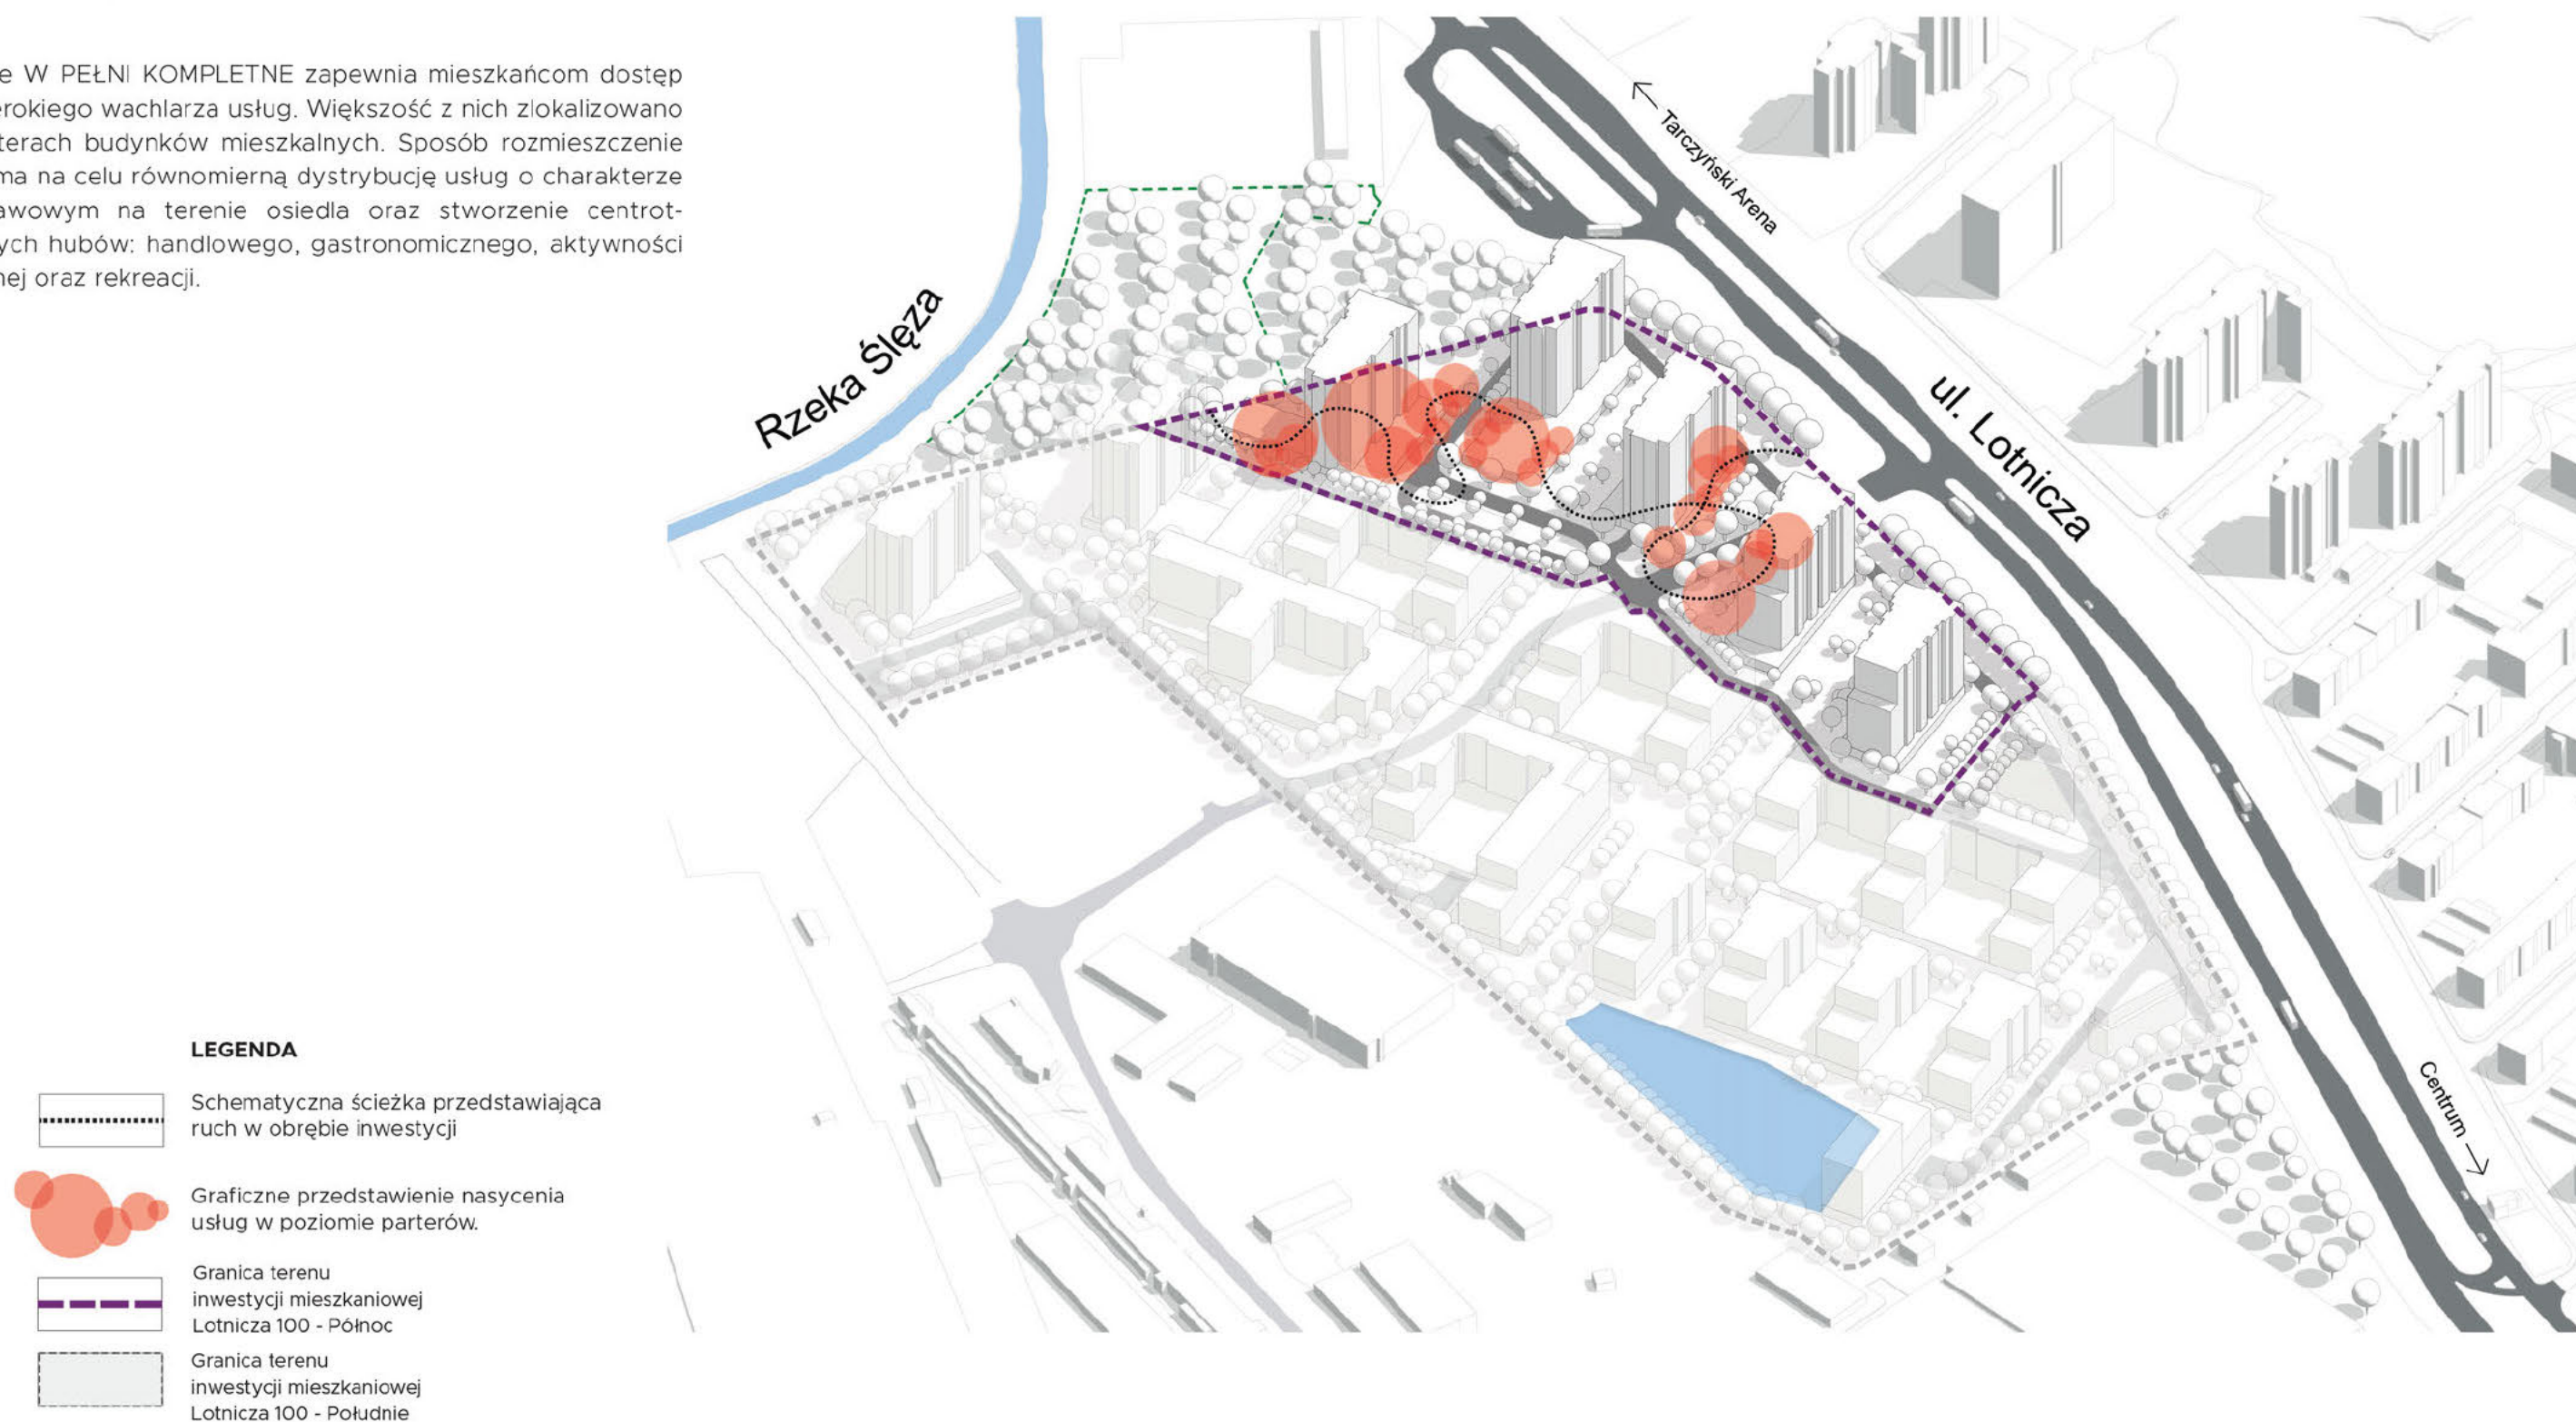 e W PEŁNI KOMPLETNE zapewnia mieszkańcom dostęp
erokiego wachlarza usług. Większość z nich zlokalizowano
terach budynków mieszkalnych. Sposób rozmieszczenie
ma na celu równomierną dystrybucję usług o charakterze
awowym na terenie osiedla oraz stworzenie centrot-
ych hubów: handlowego, gastronomicznego, aktywności
nej oraz rekreacji.
Tarczyński Arena
Rzeka Ślęza
ul. Lotnicza
Centrum
LEGENDA
Schematyczna ścieżka przedstawiająca
ruch w obrębie inwestycji
Graficzne przedstawienie nasycenia
usług w poziomie parterów.
Granica terenu
inwestycji mieszkaniowej
Lotnicza 100 - Północ
Granica terenu
inwestycji mieszkaniowej
Lotnicza 100 - Południe